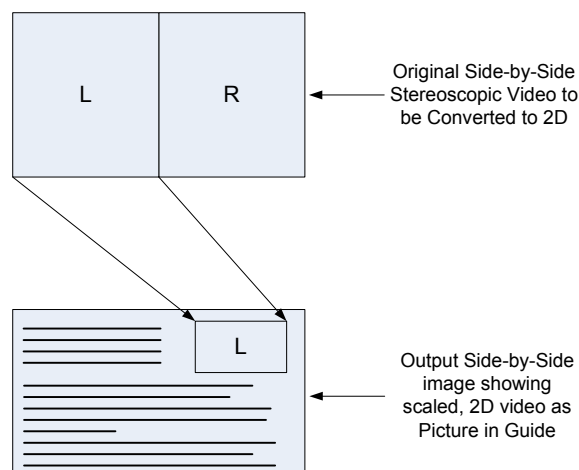 L
R
Original Side-by-Side
Stereoscopic Video to
be Converted to 2D
L
Output Side-by-Side
image showing
scaled, 2D video as
Picture in Guide